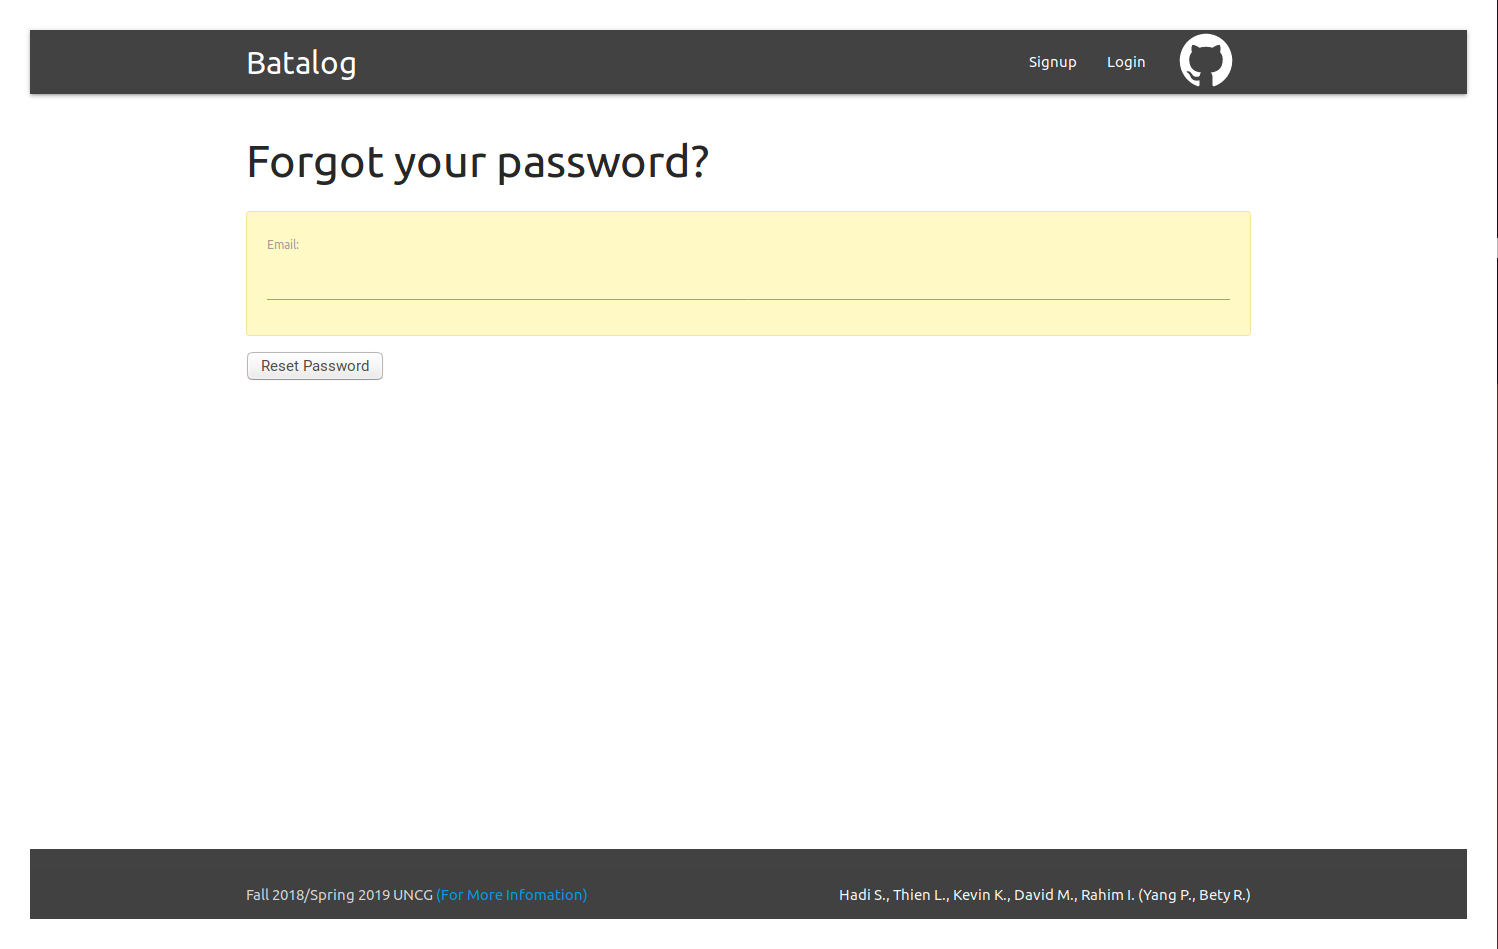 Batalog
Signup
Login
Forgot your password?
Email:
Reset Password
Fall 2018/Spring 2019 UNCG (For More Infomation)
Hadi S., Thien L., Kevin K., David M., Rahim I. (Yang P., Bety R.)